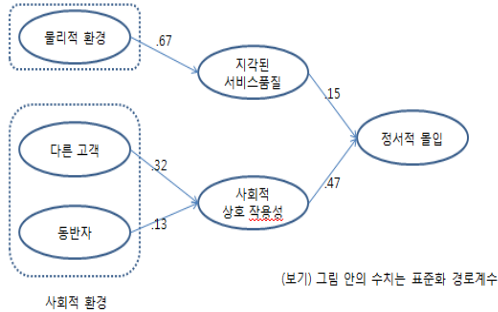 물리적 환경
.67
지각된
서비스품질
.15
다른 고객
정서적 몰입
.32
.47
사회적
상호 작용성
동반자
.13
(보기) 그림 안의 수치는 표준화 경로계수
사회적 환경